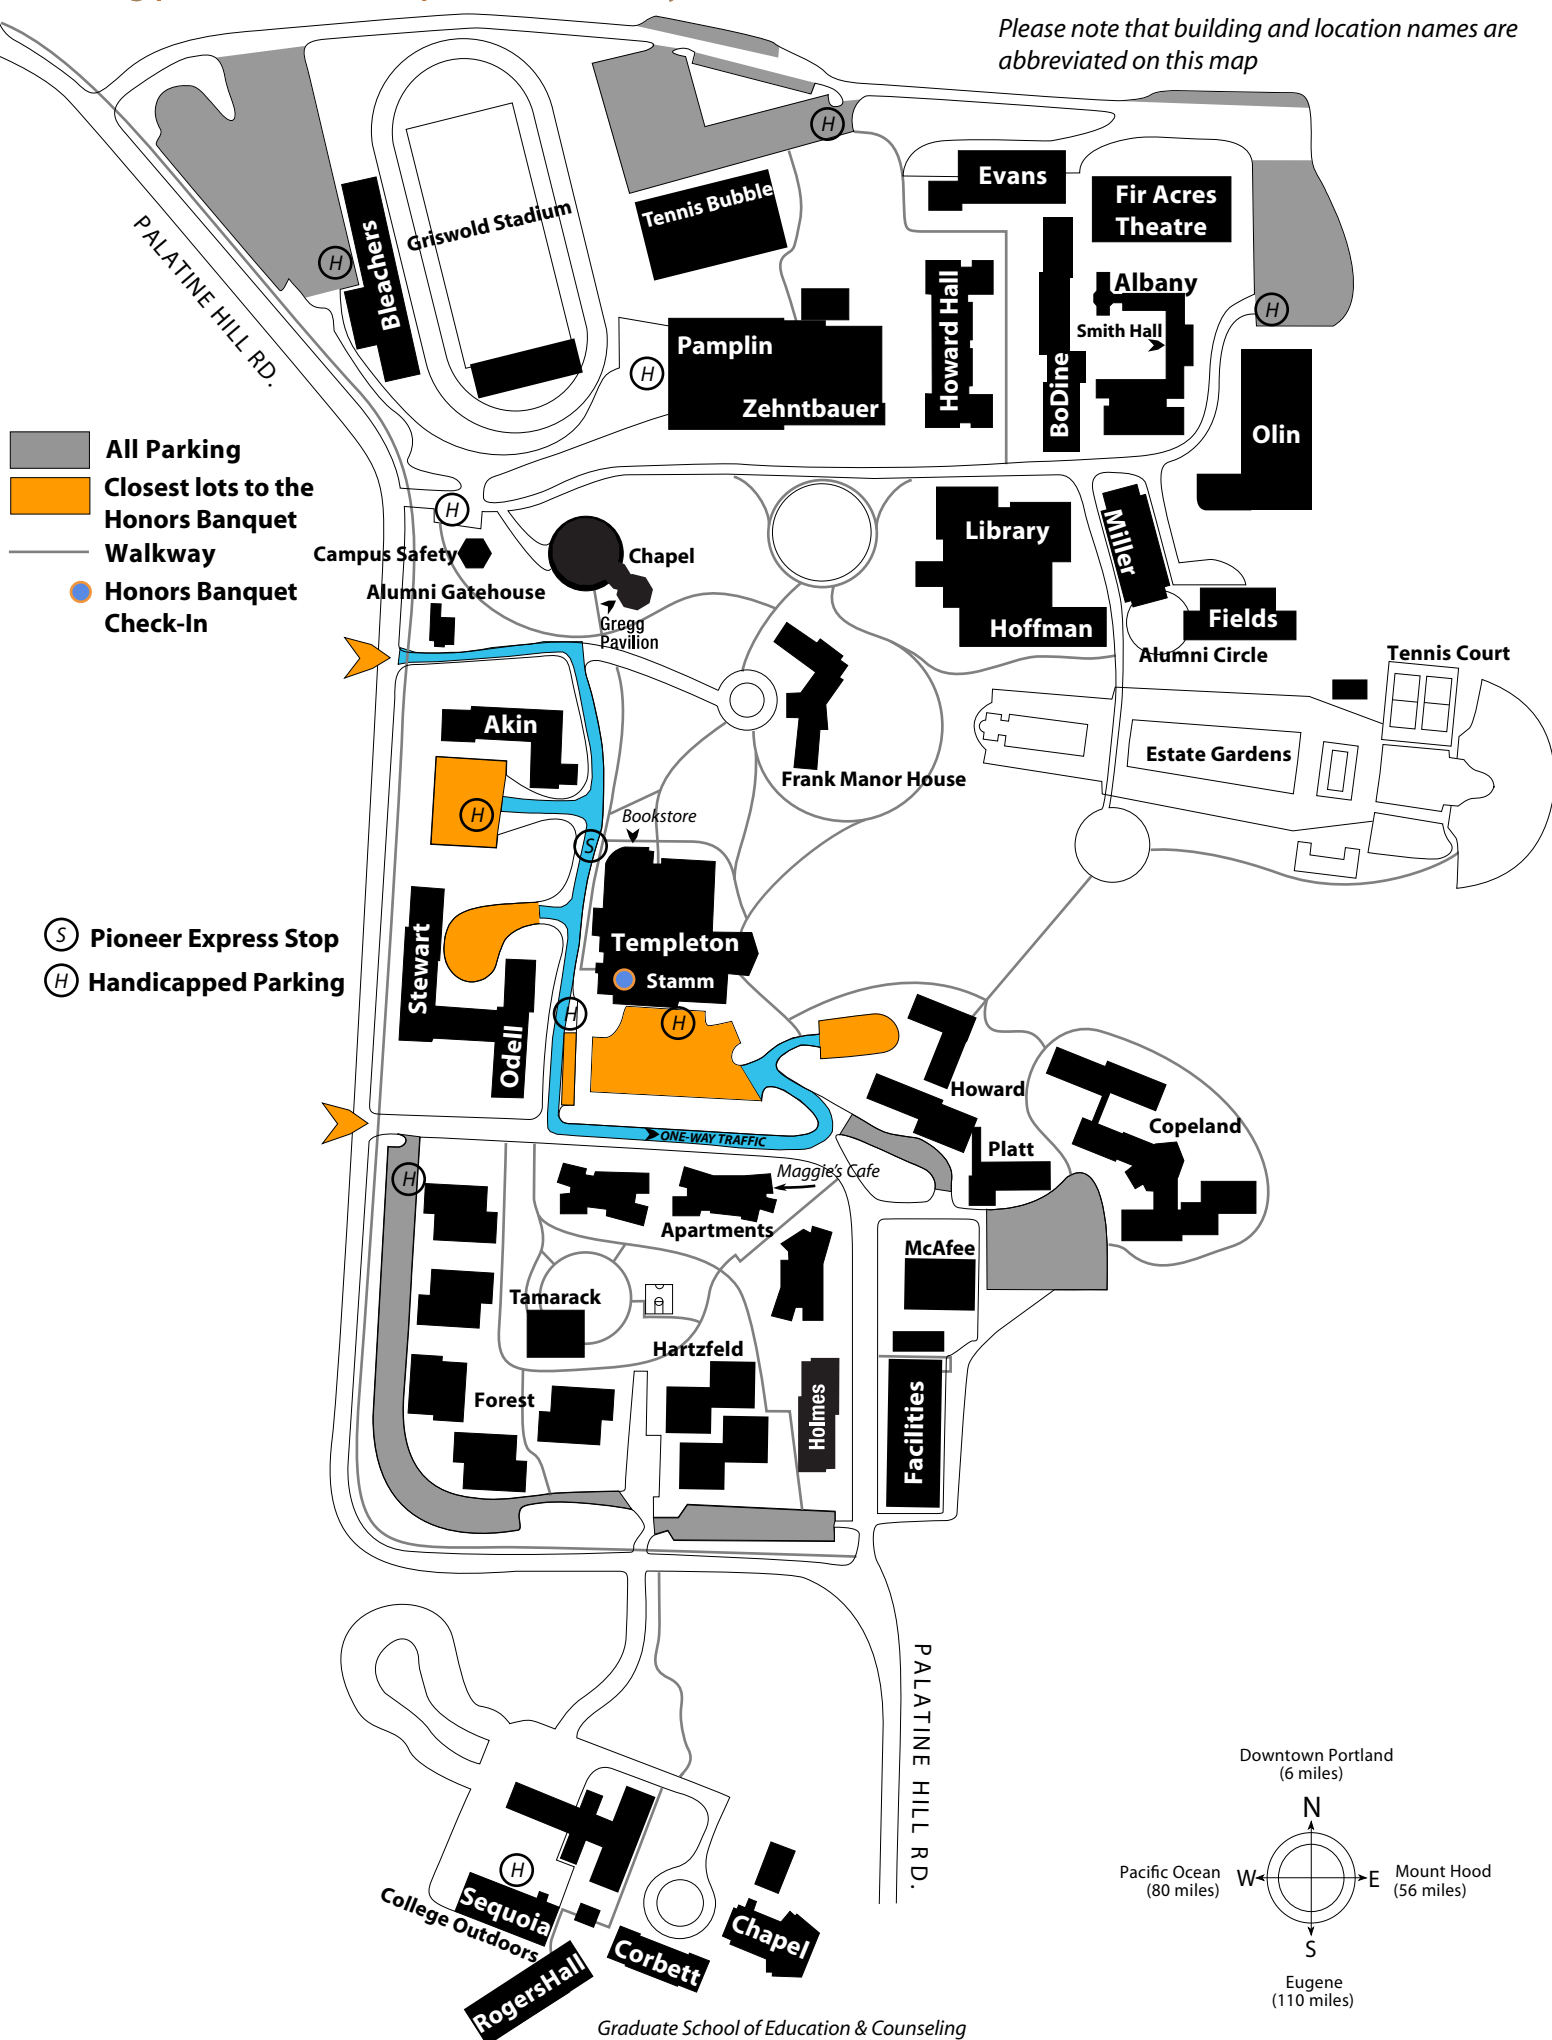 Please note that building and location names are
abbreviated on this map
H
Evans
Fir Acres
Theatre
Tennis Bubble
Griswold Stadium
Bleachers
H
PALATINE HILL RD.
Howard Hall
Albany
Smith Hall
H
BoDine
Pamplin
Zehntbauer
H
Olin
All Parking
Closest lots to the
Honors Banquet
Walkway
Honors Banquet
Check-In
H
Campus Safety
Chapel
Alumni Gatehouse
Gregg
Pavilion
Library
Hoffman
Miller
Fields
Alumni Circle
Tennis Court
Akin
Frank Manor House
Estate Gardens
H
Bookstore
S
S Pioneer Express Stop
H Handicapped Parking
Stewart
Templeton
Stamm
Odell
H
H
Howard
Platt
Copeland
ONE-WAY TRAFFIC
Maggie's Cafe
H
Apartments
McAfee
Tamarack
Hartzfeld
Forest
Holmes
Facilities
PALATINE HILL RD.
H
Sequoia
College Outdoors
RogersHall
Corbett
Chapel
Graduate School of Education & Counseling
Downtown Portland
(6 miles)
N
Pacific Ocean
(80 miles)
W
E
Mount Hood
(56 miles)
S
Eugene
(110 miles)